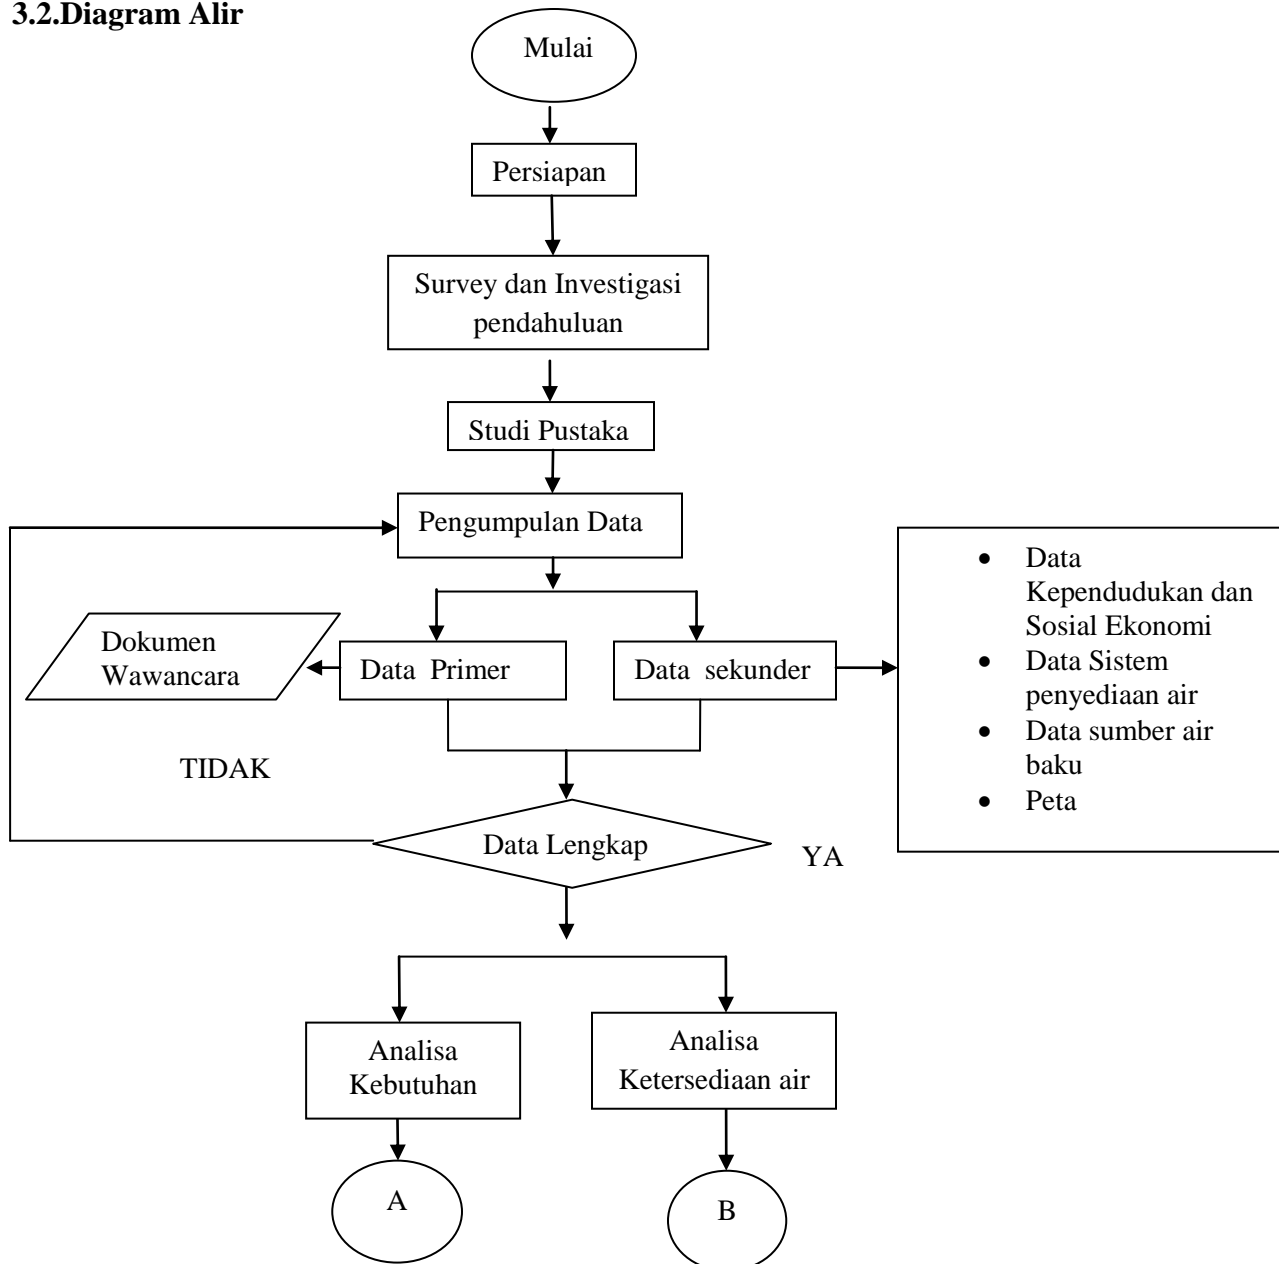 3.2.Diagram Alir
Mulai
Persiapan
Survey dan Investigasi
pendahuluan
Studi Pustaka
Pengumpulan Data
Dokumen
Wawancara
Data Primer
Data sekunder
• Data
Kependudukan dan
Sosial Ekonomi
• Data Sistem
penyediaan air
• Data sumber air
baku
• Peta
TIDAK
Data Lengkap
YA
Analisa
Kebutuhan
Analisa
Ketersediaan air
A
B